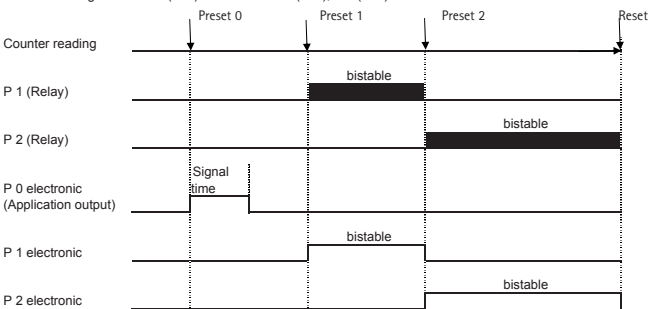 Preset 0 Preset 1 Preset 2 Reset
Counter reading
bistable
P 1 (Relay)
bistable
P 2 (Relay)
Signal
time
P 0 electronic
(Application output)
bistable
P 1 electronic
bistable
P 2 electronic